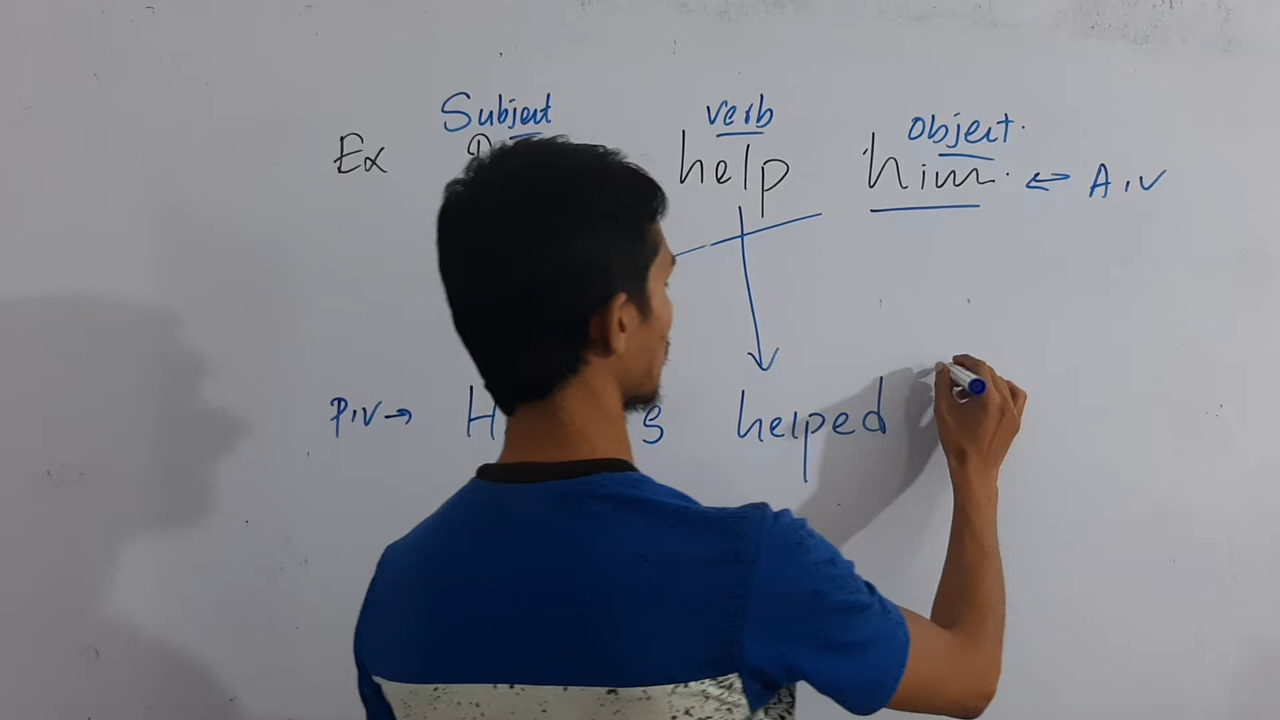 Subject verb Object.
Ex help him. ← A.V
P.V → helped